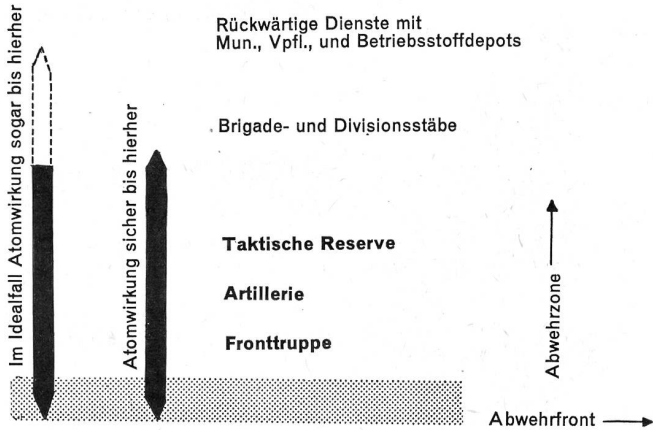 Im Idealfall Atomwirkung sogar bis hierher
Atomwirkung sicher bis hierher
Rückwärtige Dienste mit
Mun., Vpfl., und Betriebsstoffdepots
Brigade- und Divisionsstäbe
Taktische Reserve
Artillerie
Fronttruppe
Abwehrzone
Abwehrfront